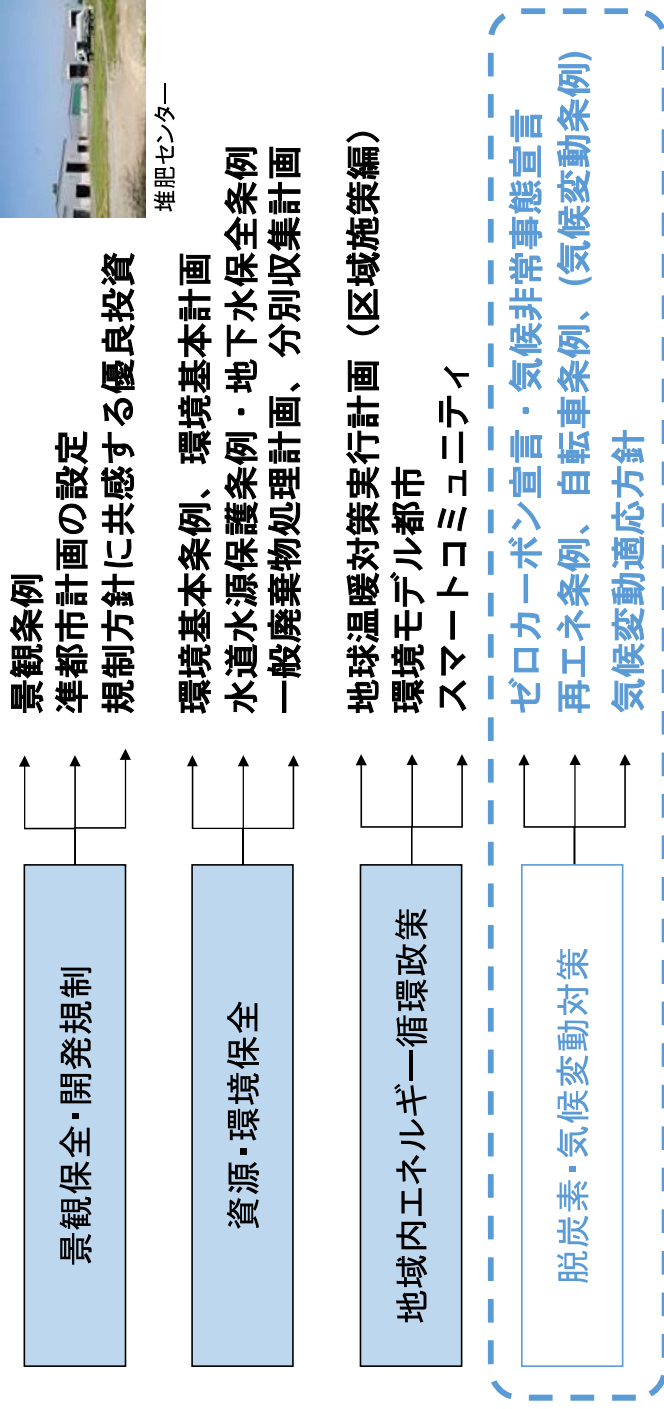 景観保全・開発規制
景観条例
準都市計画の設定
規制方針に共感する優良投資
堆肥センター
資源・環境保全
環境基本条例、環境基本計画
水道水源保護条例・地下水保全条例
一般廃棄物処理計画、分別収集計画
地域内エネルギー循環政策
地球温暖対策実行計画（区域施策編）
環境モデル都市
スマートコミュニティ
脱炭素・気候変動対策
ゼロカーボン宣言・気候非常事態宣言
再エネ条例、自転車条例、(気候変動条例)
気候変動適応方針